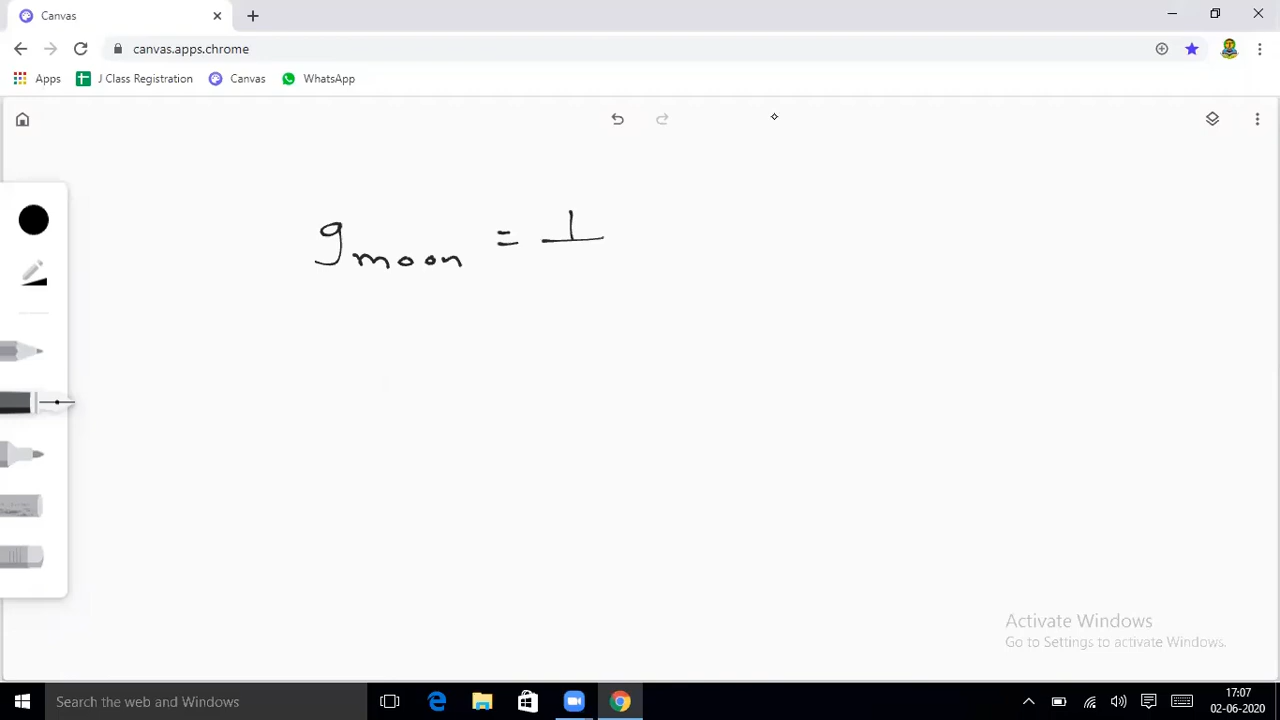 Canvas
canvas.apps.chrome
Apps
J Class Registration
Canvas
WhatsApp
g moon = 1
Activate Windows
Go to Settings to activate Windows.
Search the web and Windows
17:07
02-06-2020